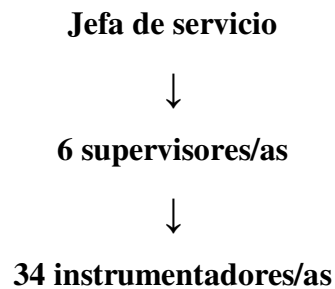 Jefa de servicio
↓
6 supervisores/as
↓
34 instrumentadores/as